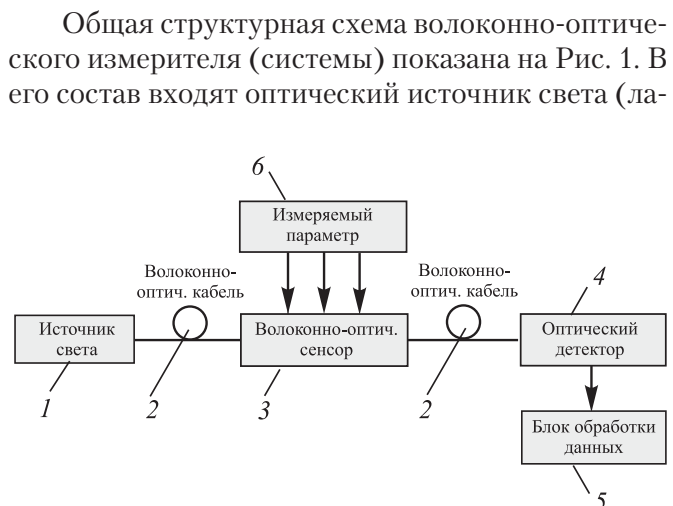 Общая структурная схема волоконно-оптиче-
ского измерителя (системы) показана на Рис. 1. В
его состав входят оптический источник света (ла-
6
Измеряемый
параметр
Волоконно-
оптич. кабель
Волоконно-
оптич. кабель
4
Источник
света
Волоконно-оптич.
сенсор
Оптический
детектор
1
2
3
2
Блок обработки
данных
5